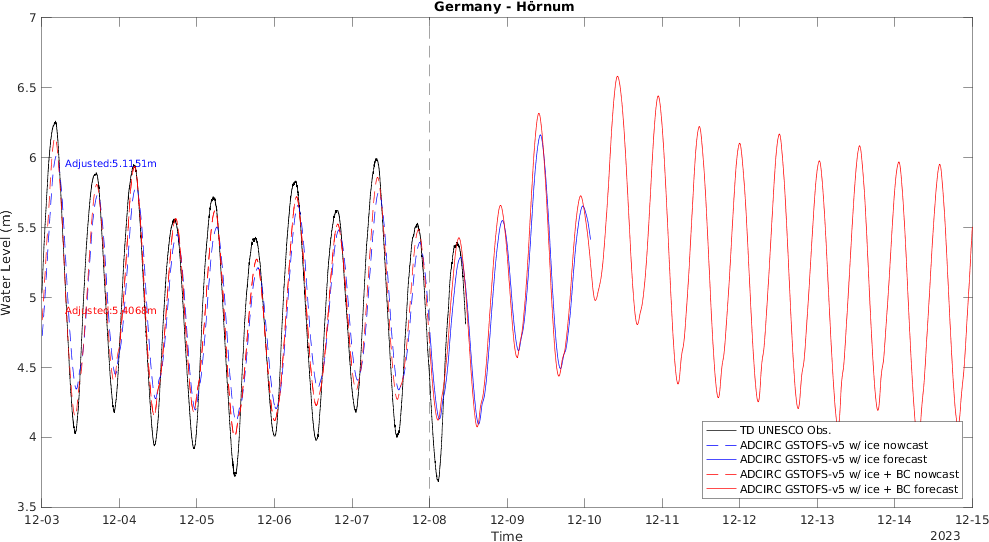 Germany - Hörnum
7
6.5
6
5.5
5
4.5
4
3.5
Water Level (m)
Adjusted:5.1151m
Adjusted:5.4068m
TD UNESCO Obs.
ADCIRC GSTOFS-v5 w/ ice nowcast
ADCIRC GSTOFS-v5 w/ ice forecast
ADCIRC GSTOFS-v5 w/ ice + BC nowcast
ADCIRC GSTOFS-v5 w/ ice + BC forecast
12-03 12-04 12-05 12-06 12-07 12-08 12-09 12-10 12-11 12-12 12-13 12-14 12-15
Time
2023